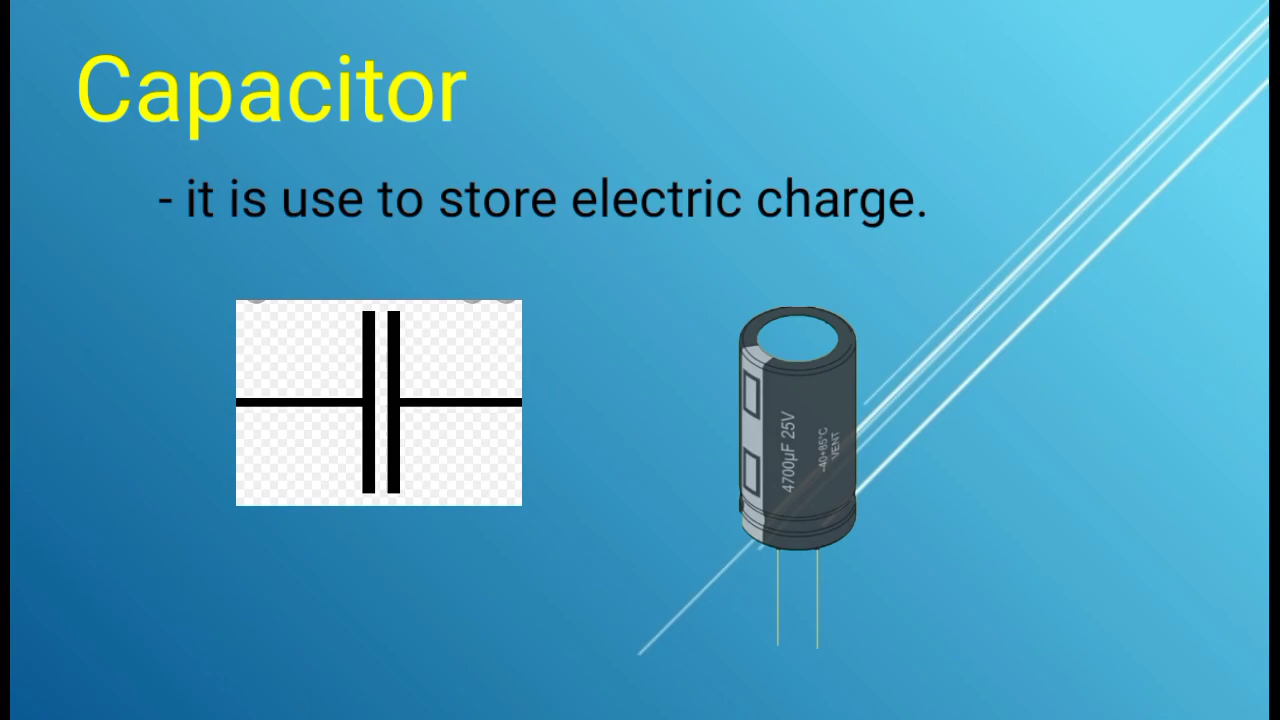 Capacitor
- it is use to store electric charge.
4700µF 25V
-40+85°C
VENT